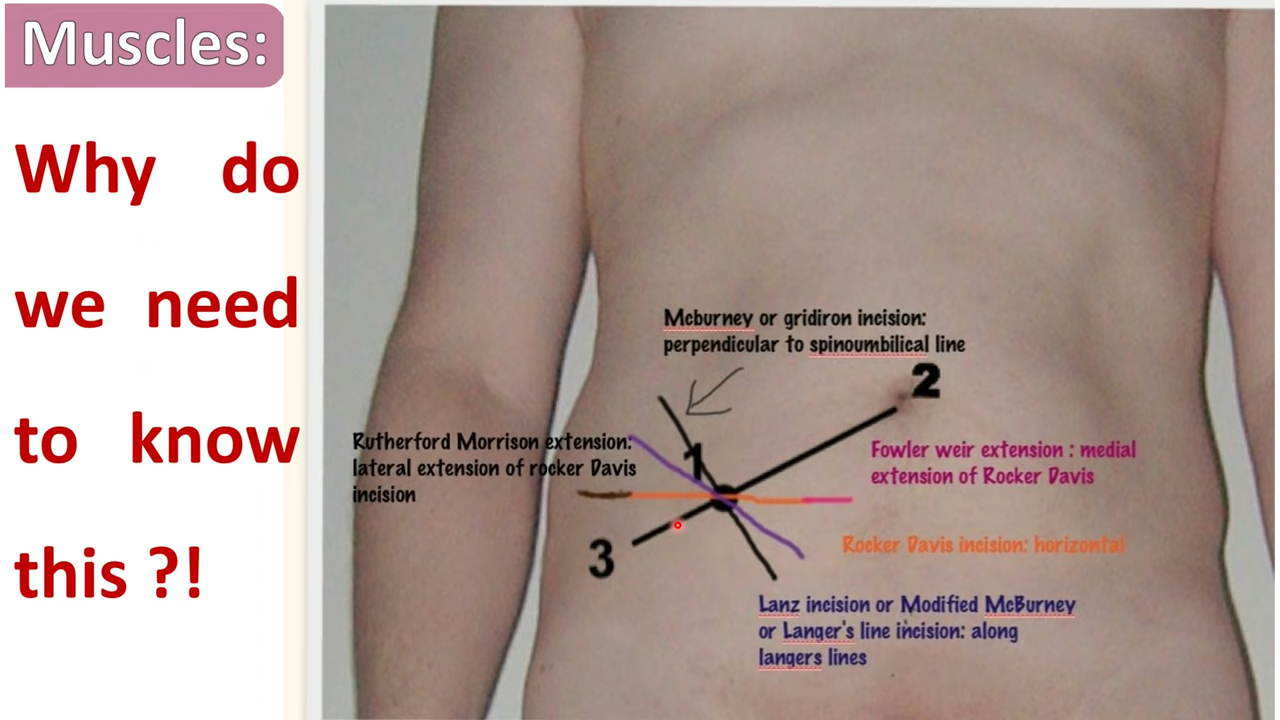 Muscles:
Why do
we need
to know
this ?!
Mcburney or gridiron incision:
perpendicular to spinoumbilical line
2
Rutherford Morrison extension:
lateral extension of rocker Davis
incision
1
Fowler weir extension : medial
extension of Rocker Davis
3
Rocker Davis incision: horizontal
Lanz incision or Modified McBurney
or Langer's line incision: along
langers lines